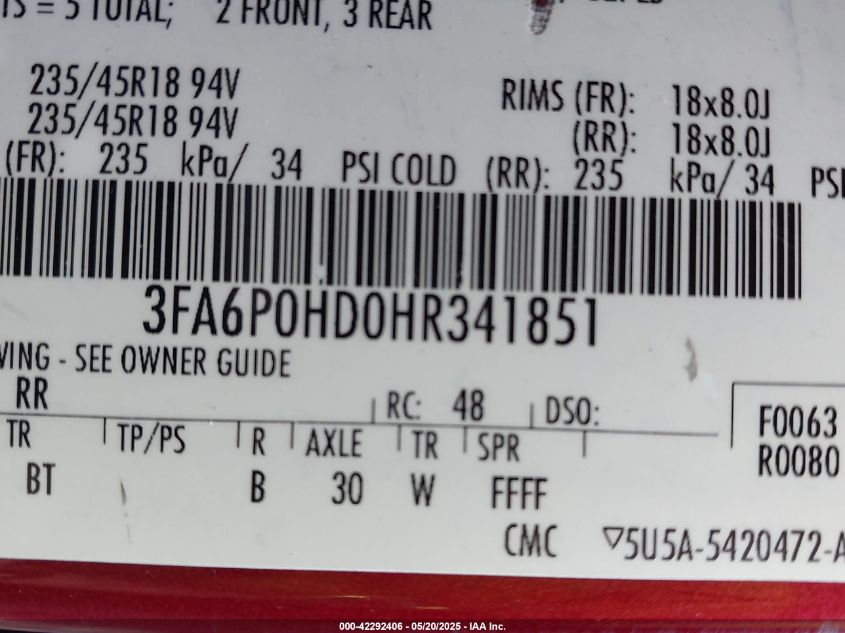 = 5 TOTAL; 2 FRONT, 3 REAR
235/45R18 94V RIMS (FR): 18x8.0J
235/45R18 94V (RR): 18x8.0J
(FR): 235 kPa/ 34 PSI COLD (RR): 235 kPa/ 34 PSI
3FA6P0HD0HR341851
- SEE OWNER GUIDE
RR RC: 48 DSO:
TR TP/PS R AXLE TR SPR F0063
BT B 30 W FFFF R0080
CMC ▽5U5A-5420472-A
000-42292406 - 05/20/2025 - IAA Inc.